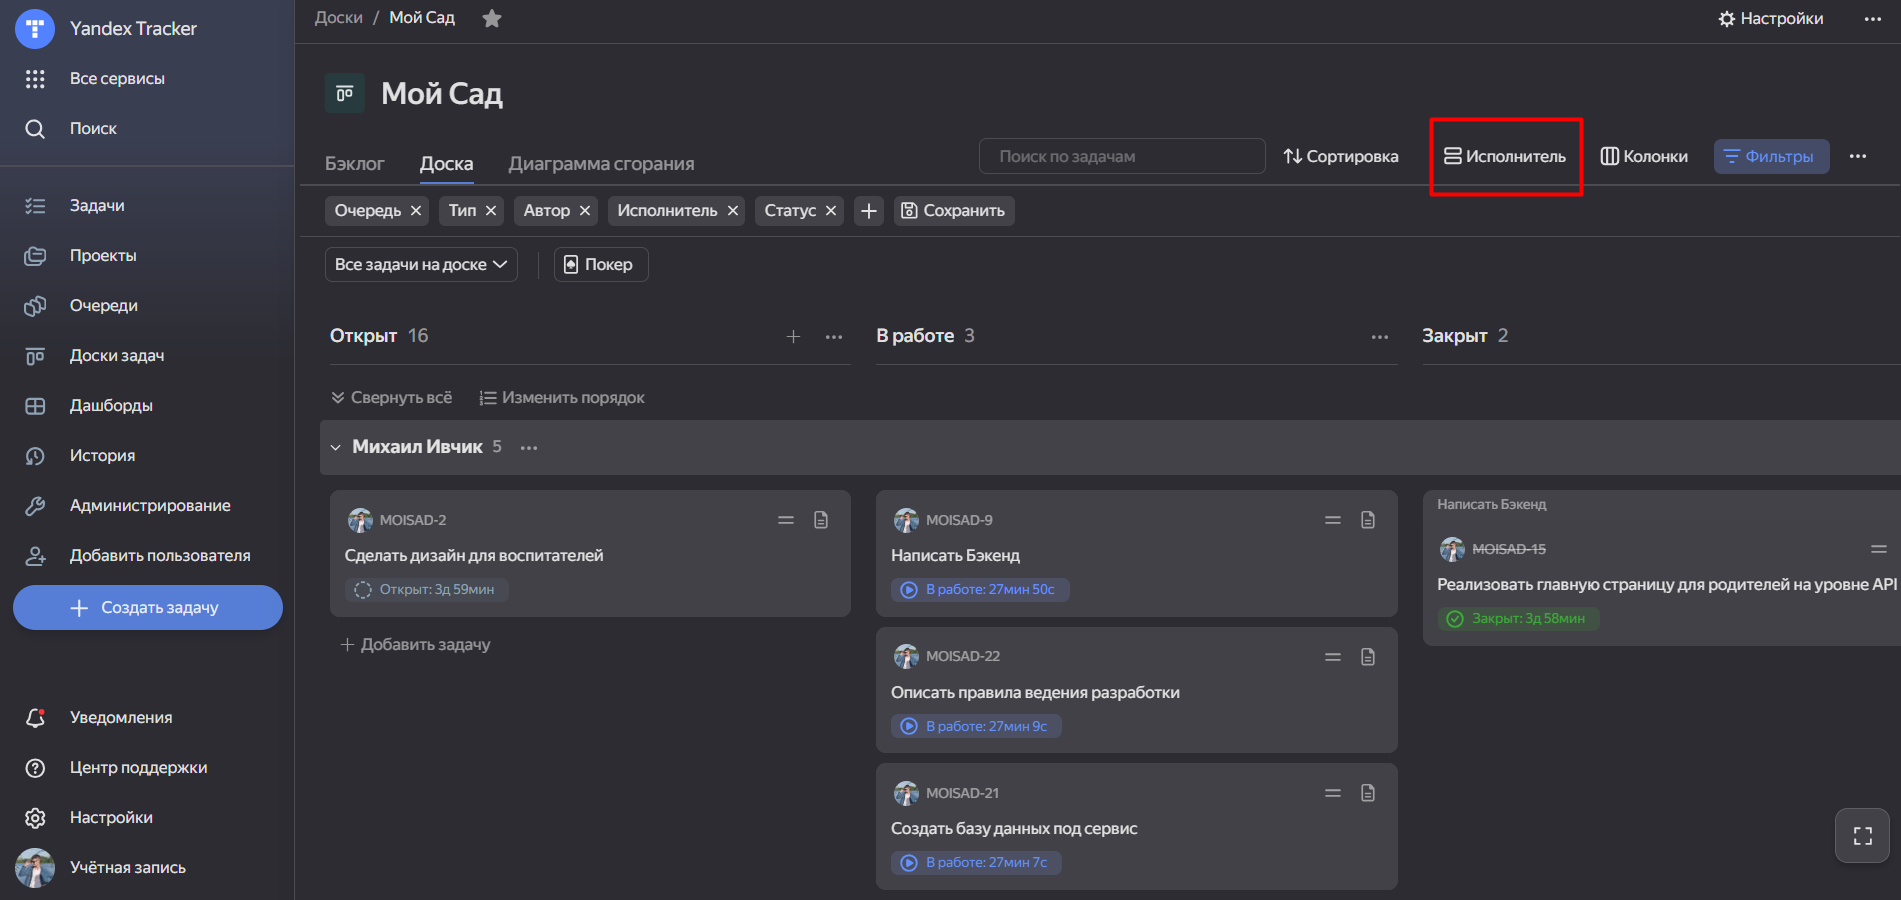 Yandex Tracker
Все сервисы
Поиск
Задачи
Проекты
Очереди
Доски задач
Дашборды
История
Администрирование
Добавить пользователя
Создать задачу
Уведомления
Центр поддержки
Настройки
Учётная запись
Доски / Мой Сад
Настройки
Мой Сад
Бэклог Доска Диаграмма сгорания
Поиск по задачам Сортировка Исполнитель Колонки Фильтры
Очередь Тип Автор Исполнитель Статус Сохранить
Все задачи на доске Покер
Открыт 16
В работе 3
Закрыт 2
Свернуть всё Изменить порядок
Михаил Ивчик 5
MOISAD-2
Сделать дизайн для воспитателей
Открыт: 3д 59мин
Добавить задачу
MOISAD-9
Написать Бэкенд
В работе: 27мин 50с
MOISAD-22
Описать правила ведения разработки
В работе: 27мин 9с
MOISAD-21
Создать базу данных под сервис
В работе: 27мин 7с
Написать Бэкенд
MOISAD-15
Реализовать главную страницу для родителей на уровне API
Закрыт: 3д 58мин